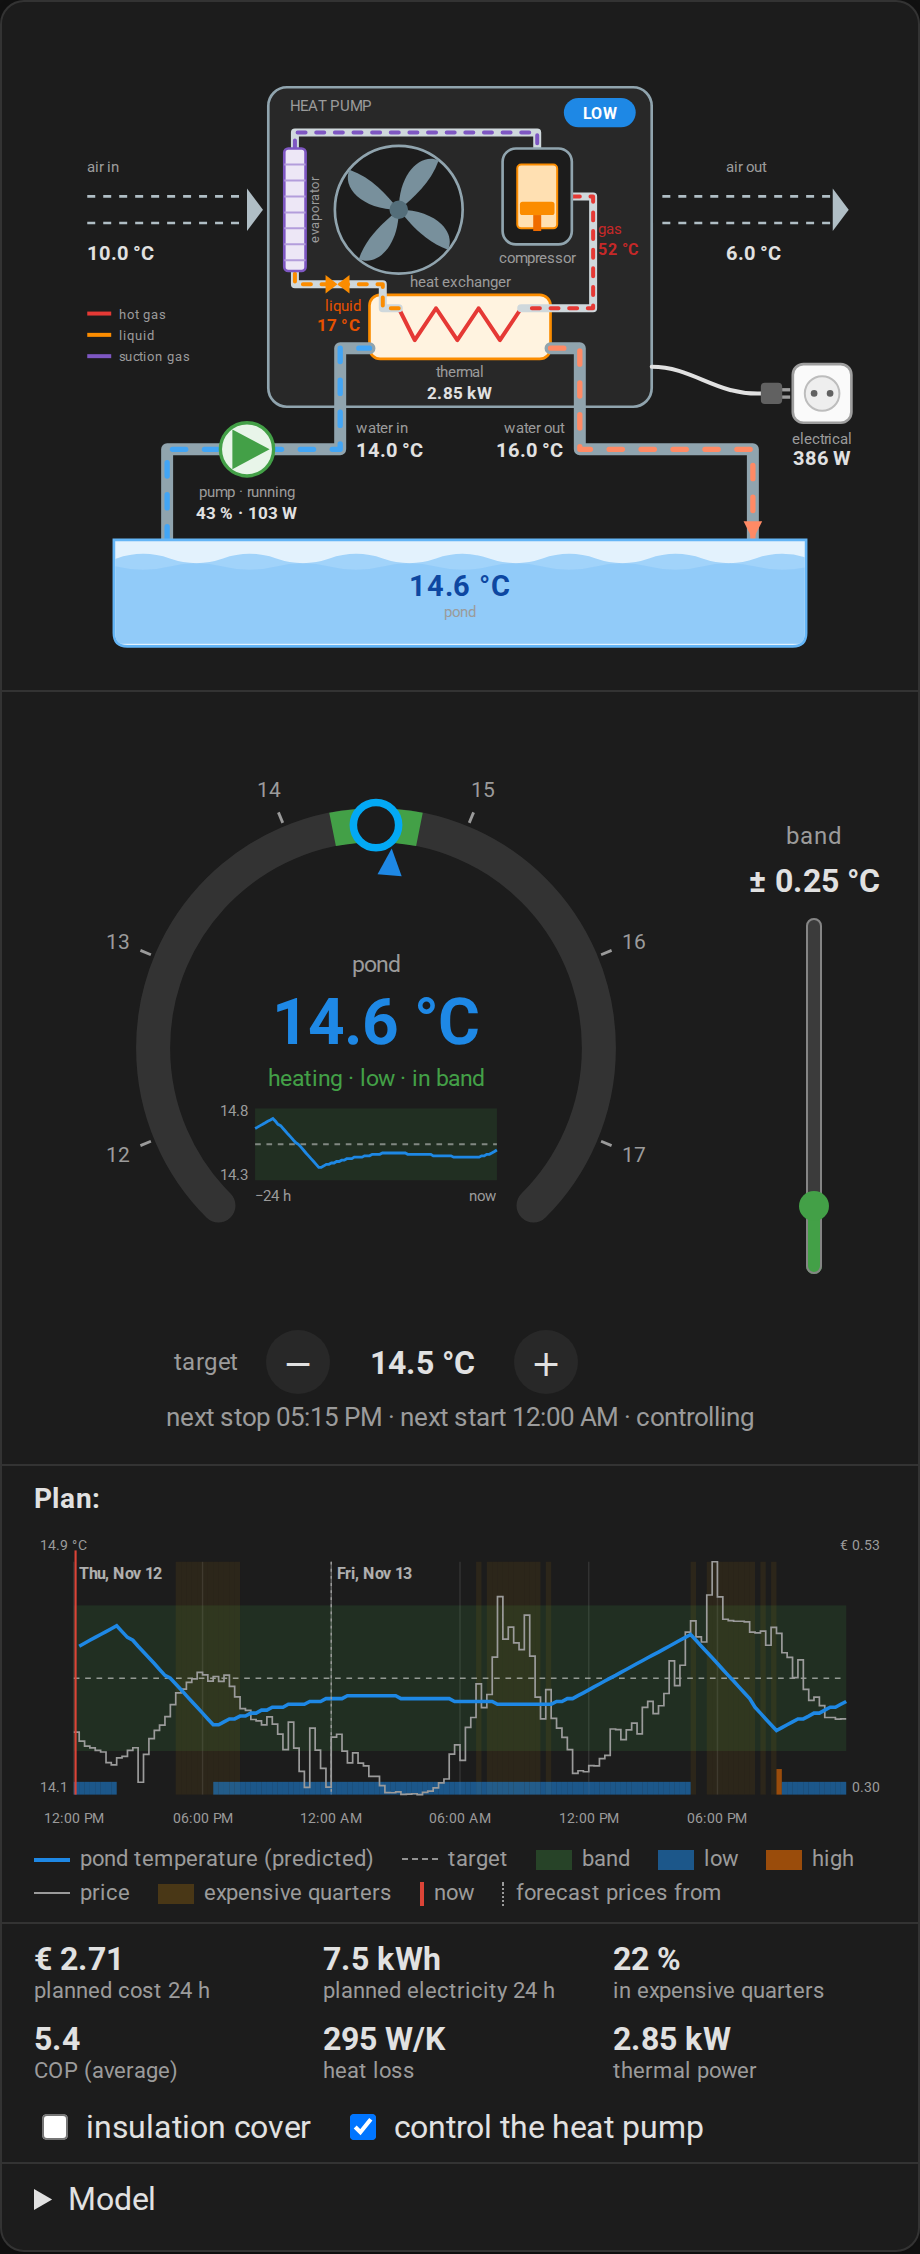 HEAT PUMP
LOW
air in
10.0 °C
evaporator
compressor
gas
52 °C
air out
6.0 °C
heat exchanger
liquid
17 °C
hot gas
liquid
suction gas
thermal
2.85 kW
water in
14.0 °C
water out
16.0 °C
electrical
386 W
pump · running
43 % · 103 W
14.6 °C
pond
14
15
13
16
12
17
pond
14.6 °C
heating · low · in band
14.8
14.3
−24 h
now
band
± 0.25 °C
target
−
14.5 °C
+
next stop 05:15 PM · next start 12:00 AM · controlling
Plan:
14.9 °C
€ 0.53
Thu, Nov 12
Fri, Nov 13
14.1
0.30
12:00 PM
06:00 PM
12:00 AM
06:00 AM
12:00 PM
06:00 PM
pond temperature (predicted)
target
band
low
high
price
expensive quarters
now
forecast prices from
€ 2.71
planned cost 24 h
7.5 kWh
planned electricity 24 h
22 %
in expensive quarters
5.4
COP (average)
295 W/K
heat loss
2.85 kW
thermal power
insulation cover
control the heat pump
Model